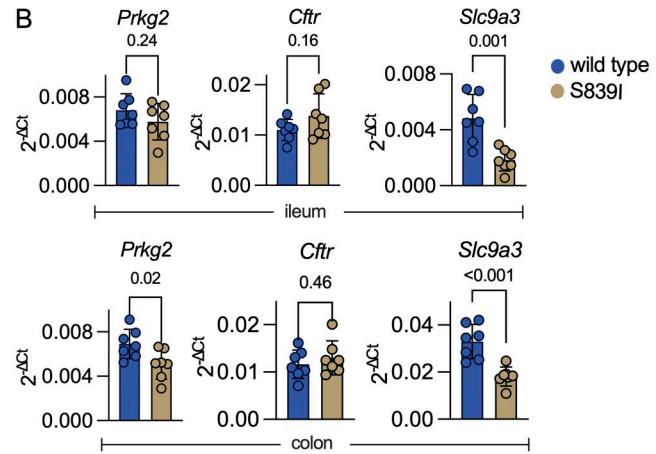 B
Prkg2
0.24
2-ΔCt
0.008
0.004
0.000
Cftr
0.16
2-ΔCt
0.02
0.01
0.00
Slc9a3
0.001
2-ΔCt
0.008
0.004
0.000
wild type
S839I
ileum
Prkg2
0.02
2-ΔCt
0.008
0.004
0.000
Cftr
0.46
2-ΔCt
0.02
0.01
0.00
Slc9a3
<0.001
2-ΔCt
0.04
0.02
0.00
colon